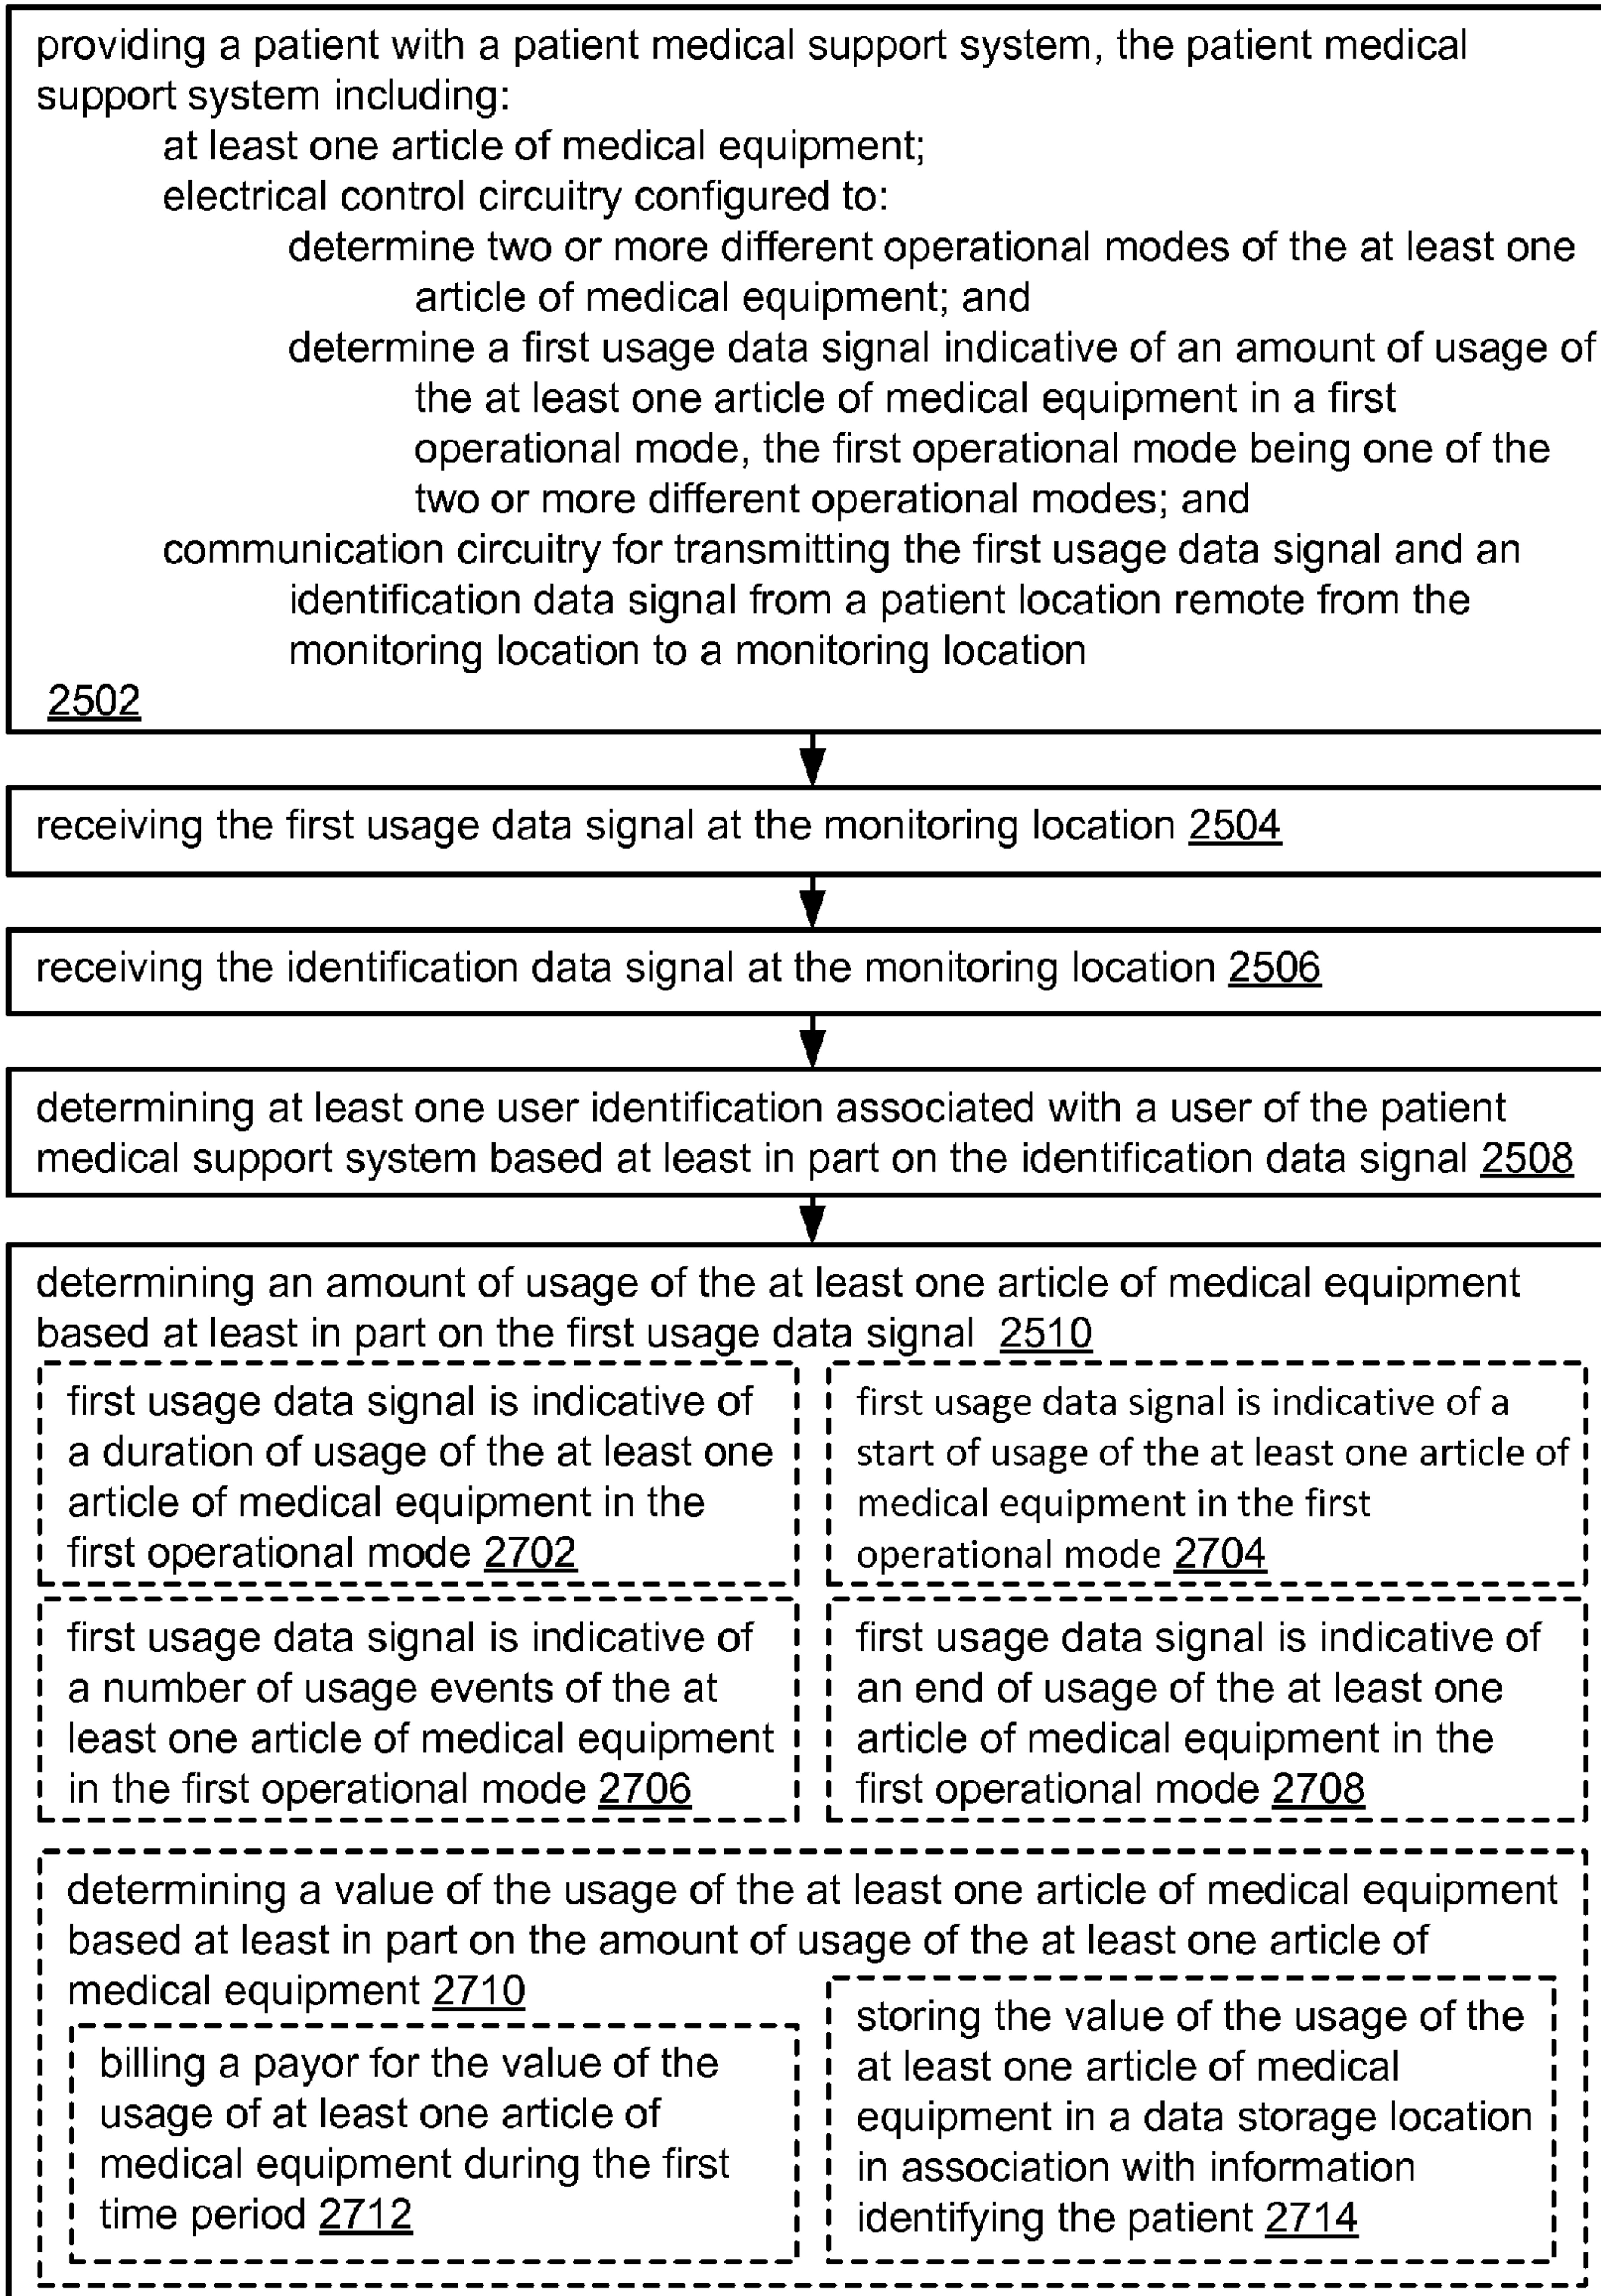 providing a patient with a patient medical support system, the patient medical
support system including:
at least one article of medical equipment;
electrical control circuitry configured to:
determine two or more different operational modes of the at least one
article of medical equipment; and
determine a first usage data signal indicative of an amount of usage of
the at least one article of medical equipment in a first
operational mode, the first operational mode being one of the
two or more different operational modes; and
communication circuitry for transmitting the first usage data signal and an
identification data signal from a patient location remote from the
monitoring location to a monitoring location
2502
receiving the first usage data signal at the monitoring location 2504
receiving the identification data signal at the monitoring location 2506
determining at least one user identification associated with a user of the patient
medical support system based at least in part on the identification data signal 2508
determining an amount of usage of the at least one article of medical equipment
based at least in part on the first usage data signal 2510
first usage data signal is indicative of
a duration of usage of the at least one
article of medical equipment in the
first operational mode 2702
first usage data signal is indicative of a
start of usage of the at least one article of
medical equipment in the first
operational mode 2704
first usage data signal is indicative of
a number of usage events of the at
least one article of medical equipment
in the first operational mode 2706
first usage data signal is indicative of
an end of usage of the at least one
article of medical equipment in the
first operational mode 2708
determining a value of the usage of the at least one article of medical equipment
based at least in part on the amount of usage of the at least one article of
medical equipment 2710
billing a payor for the value of the
usage of at least one article of
medical equipment during the first
time period 2712
storing the value of the usage of the
at least one article of medical
equipment in a data storage location
in association with information
identifying the patient 2714